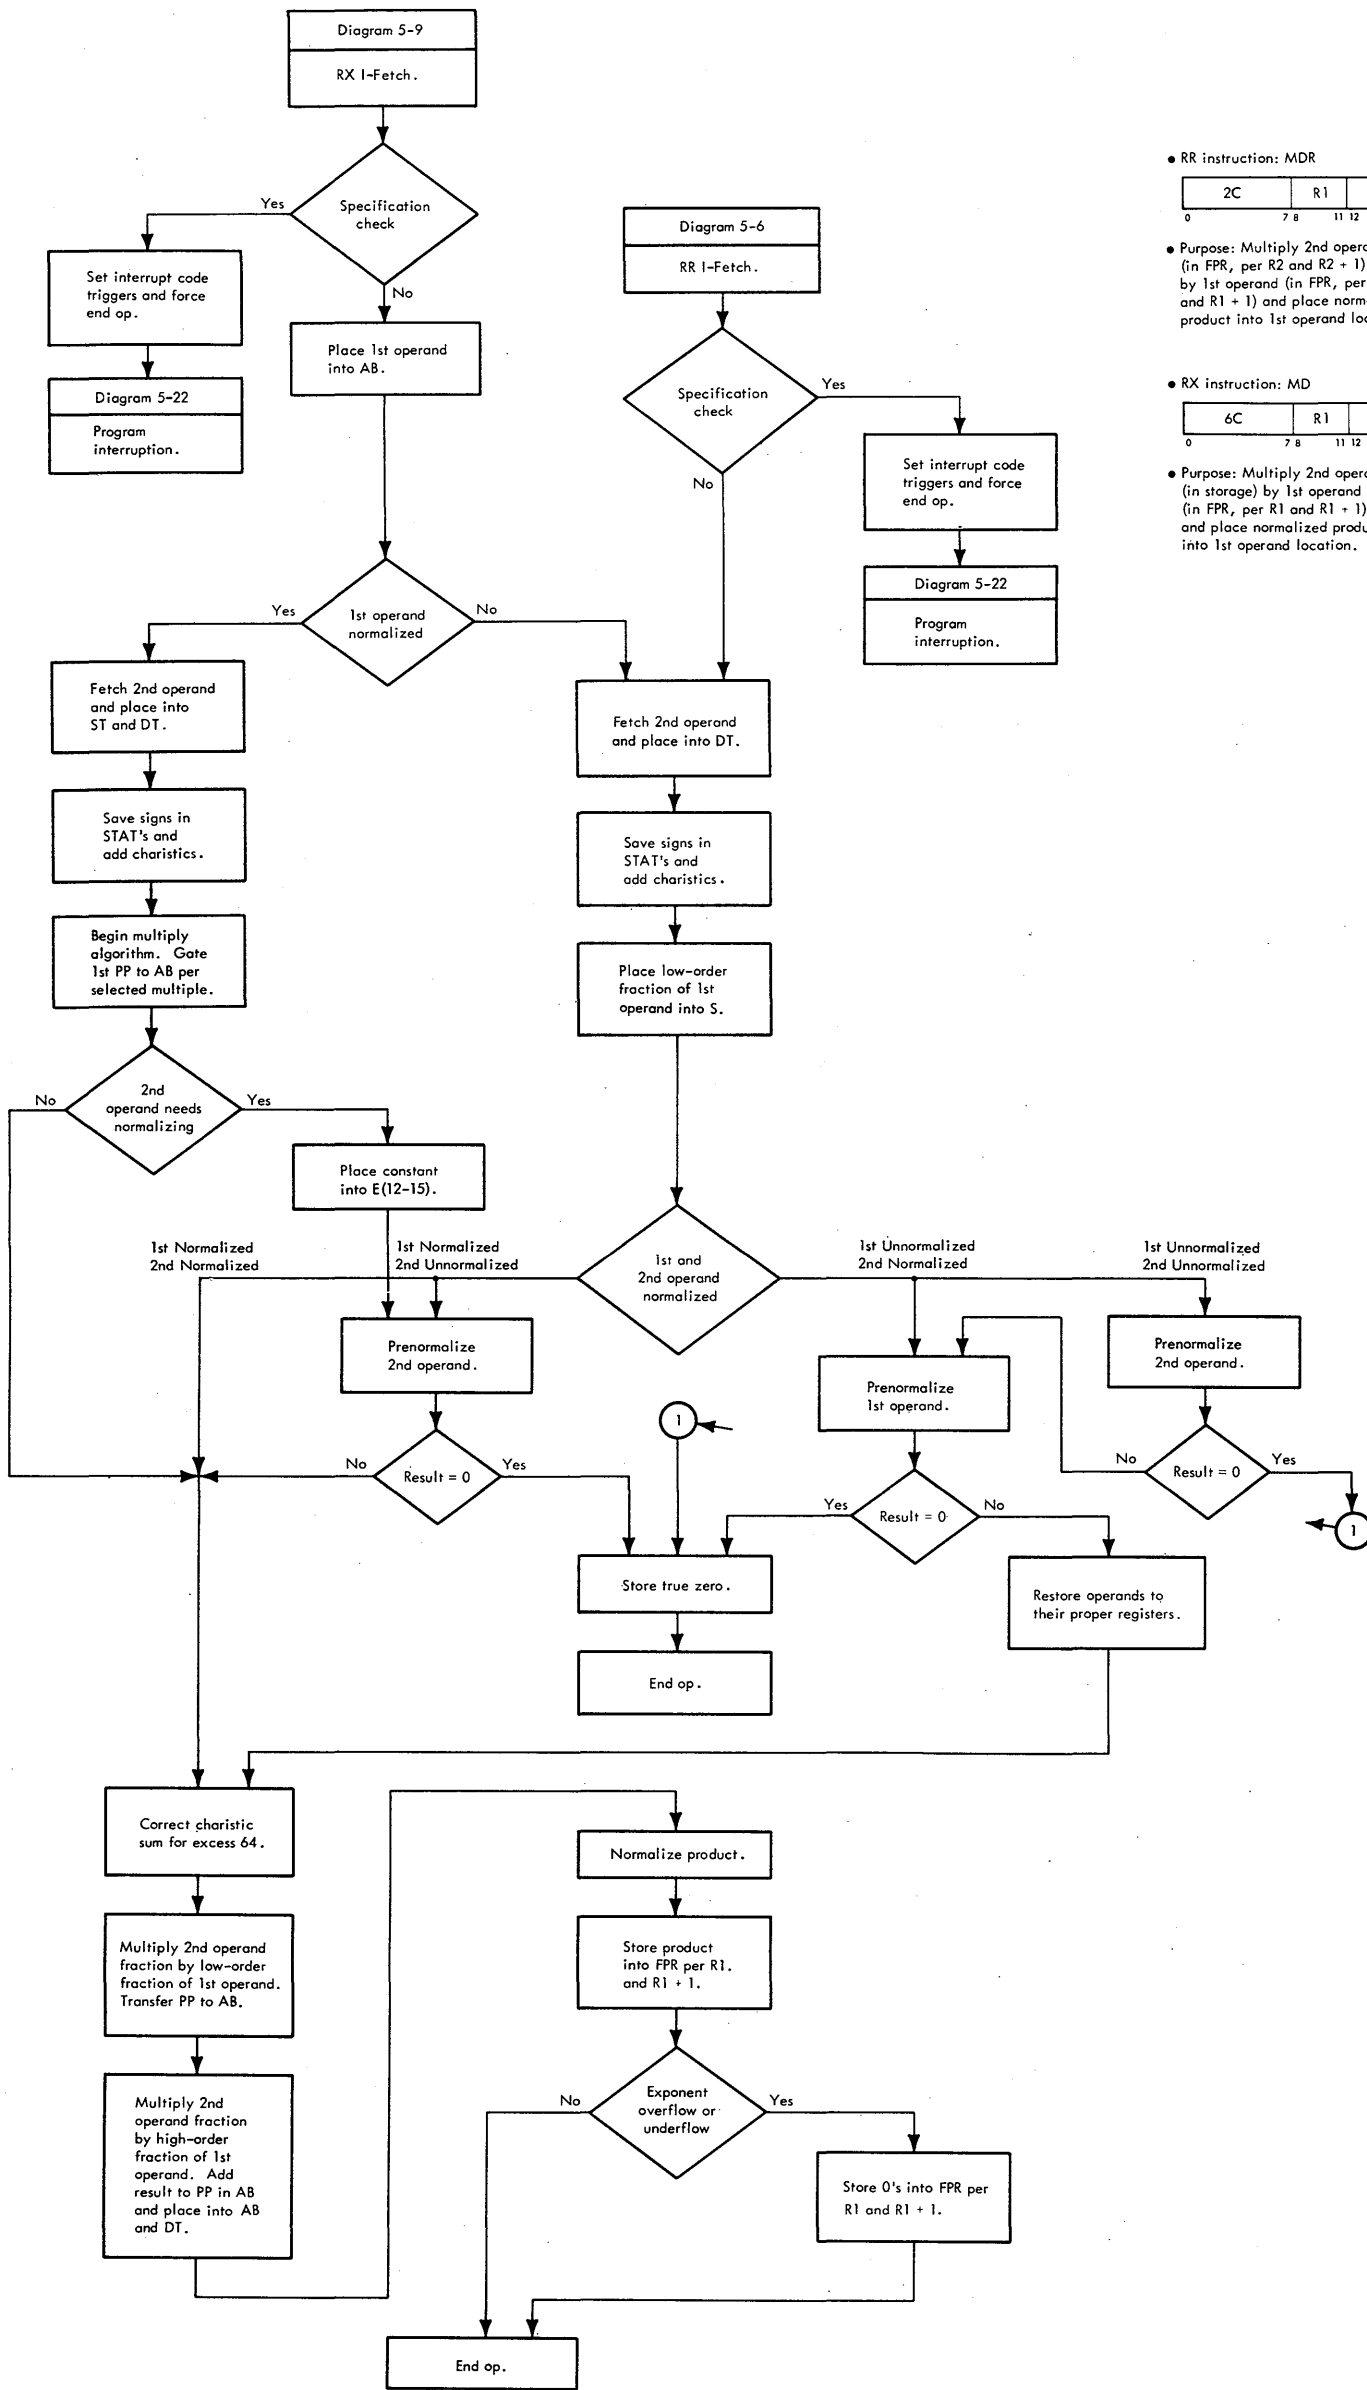 Diagram 5-9
RX I-Fetch.
Specification
check
Yes
No
Set interrupt code
triggers and force
end op.
Diagram 5-22
Program
interruption.
Place 1st operand
into AB.
Diagram 5-6
RR I-Fetch.
Specification
check
Yes
No
Set interrupt code
triggers and force
end op.
Diagram 5-22
Program
interruption.
• RR instruction: MDR
2C R1
0 7 8 11 12
• Purpose: Multiply 2nd opera
(in FPR, per R2 and R2 + 1)
by 1st operand (in FPR, per
and R1 + 1) and place norm
product into 1st operand loc
• RX instruction: MD
6C R1
0 7 8 11 12
• Purpose: Multiply 2nd opera
(in storage) by 1st operand
(in FPR, per R1 and R1 + 1)
and place normalized produ
into 1st operand location.
1st operand
normalized
Yes
No
Fetch 2nd operand
and place into
ST and DT.
Save signs in
STAT's and
add charistics.
Begin multiply
algorithm. Gate
1st PP to AB per
selected multiple.
2nd
operand needs
normalizing
No
Yes
Place constant
into E(12-15).
Fetch 2nd operand
and place into DT.
Save signs in
STAT's and
add charistics.
Place low-order
fraction of 1st
operand into S.
1st and
2nd operand
normalized
1st Normalized
2nd Normalized
1st Normalized
2nd Unnormalized
1st Unnormalized
2nd Normalized
1st Unnormalized
2nd Unnormalized
Prenormalize
2nd operand.
Result = 0
No
Yes
1
Prenormalize
1st operand.
Result = 0
Yes
No
Prenormalize
2nd operand.
Result = 0
No
Yes
1
Store true zero.
End op.
Restore operands to
their proper registers.
Correct charistic
sum for excess 64.
Multiply 2nd operand
fraction by low-order
fraction of 1st operand.
Transfer PP to AB.
Multiply 2nd
operand fraction
by high-order
fraction of 1st
operand. Add
result to PP in AB
and place into AB
and DT.
Normalize product.
Store product
into FPR per R1.
and R1 + 1.
Exponent
overflow or
underflow
No
Yes
Store 0's into FPR per
R1 and R1 + 1.
End op.